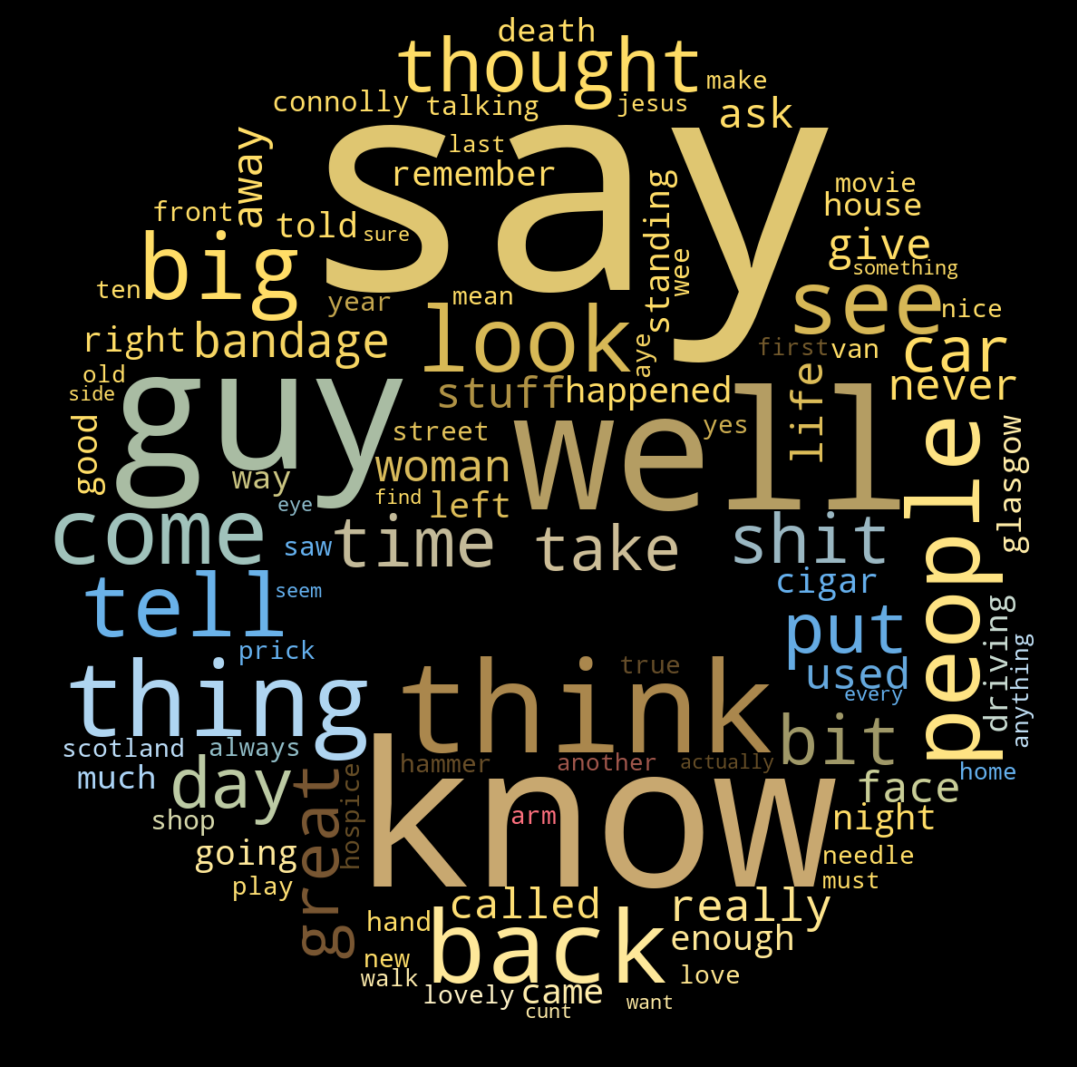 death
thought
make
connolly
talking
jesus
ask
say
last
away
remember
standing
movie
house
front
told
sure
give
something
big
wee
see
ten
year
mean
look
nice
right
bandage
aye
first
van
car
old
side
guy
stuff
happened
life
never
well
good
street
yes
people
glasgow
woman
way
find
left
eye
come
saw
time
take
shit
tell
seem
cigar
put
driving
anything
prick
thing
think
true
used
every
scotland
always
hammer
another
actually
bit
home
much
day
great
hospice
know
face
shop
arm
night
going
needle
play
must
called
really
hand
back
enough
new
walk
lovely
came
love
want
cunt